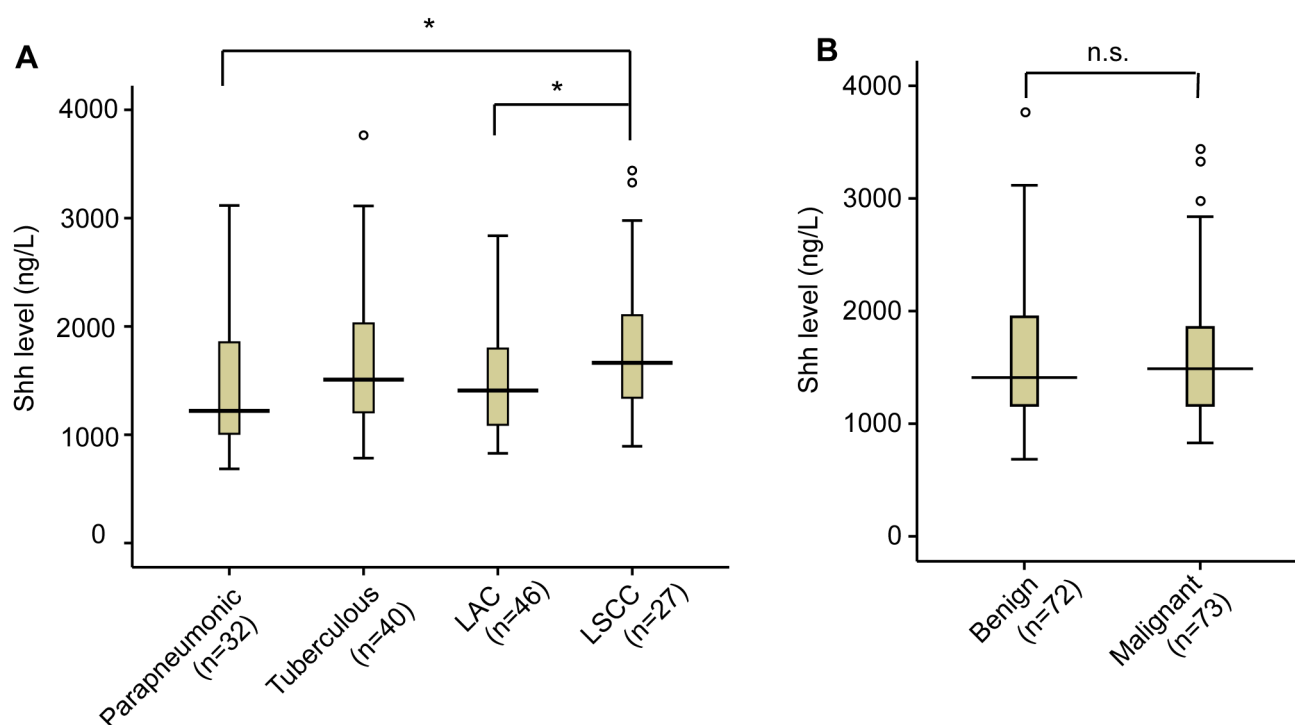 A
*
*
Shh level (ng/L)
4000
3000
2000
1000
0
Parapneumonic
(n=32)
Tuberculous
(n=40)
LAC
(n=46)
LSCC
(n=27)
B
n.s.
Shh level (ng/L)
4000
3000
2000
1000
0
Benign
(n=72)
Malignant
(n=73)